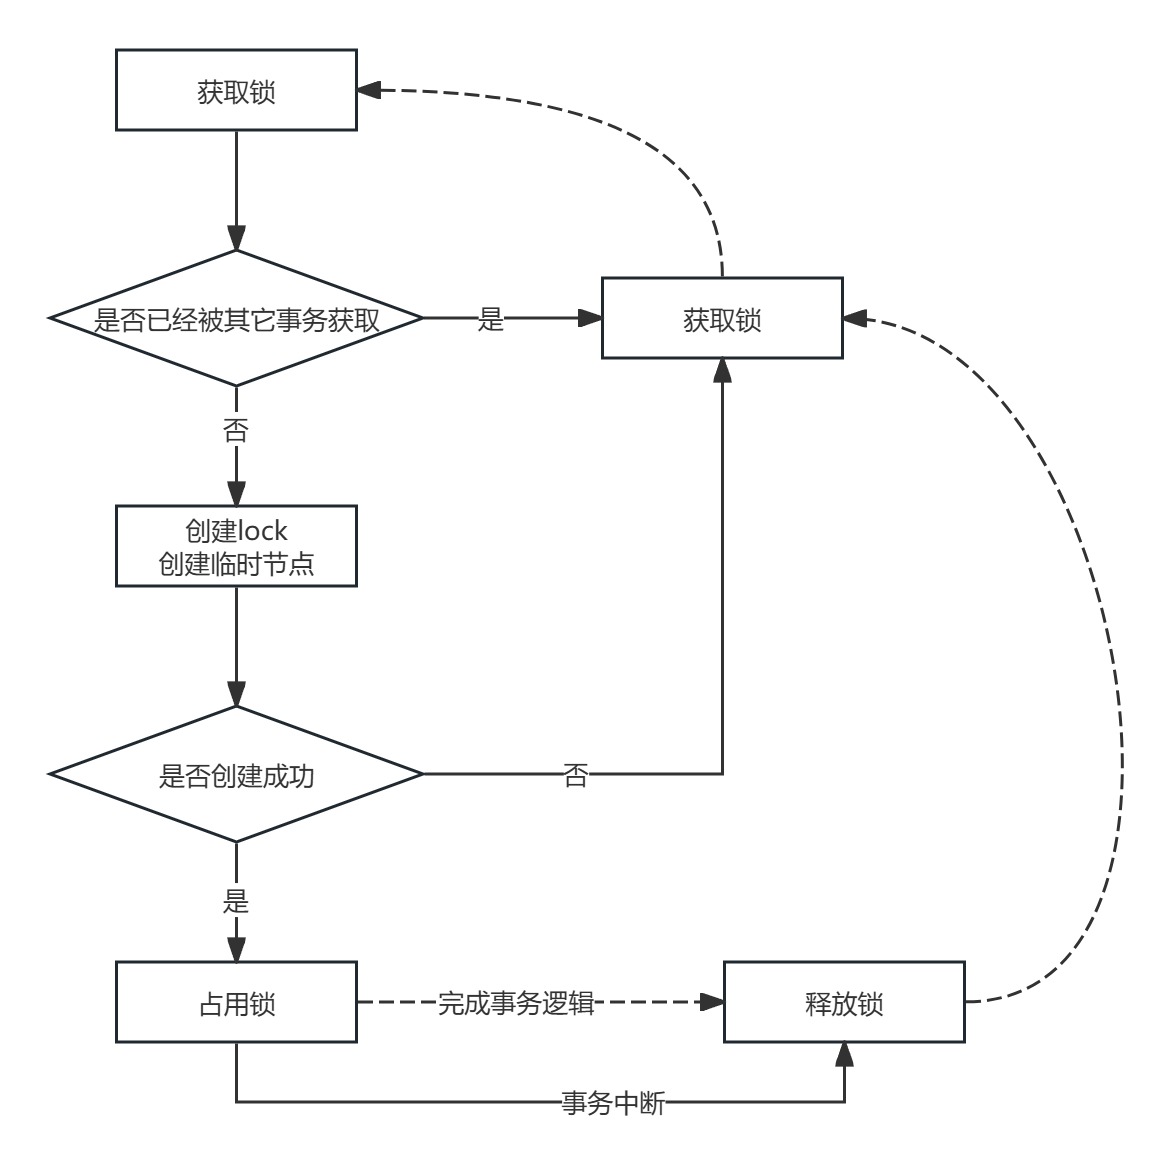 获取锁
是否已经被其它事务获取
是
获取锁
否
创建lock
创建临时节点
是否创建成功
否
是
占用锁
完成事务逻辑
释放锁
事务中断